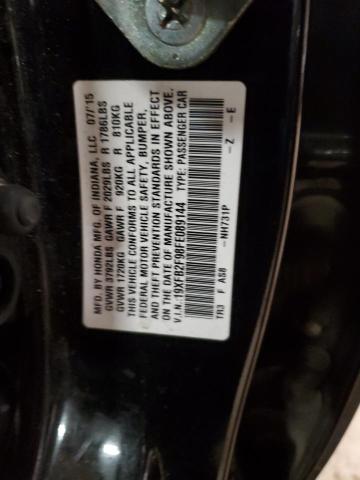 MFD. BY HONDA MFG. OF INDIANA, LLC 07/15
GVWR 3792LBS GAWR F 2029LBS R 1786LBS
GVWR 1720KG GAWR F 920KG R 810KG
THIS VEHICLE CONFORMS TO ALL APPLICABLE
FEDERAL MOTOR VEHICLE SAFETY, BUMPER,
AND THEFT PREVENTION STANDARDS IN EFFECT
ON THE DATE OF MANUFACTURE SHOWN ABOVE.
V.I.N. 19XFB2F98FE089144 TYPE: PASSENGER CAR
TR3 F A58 -NH731P -Z -E